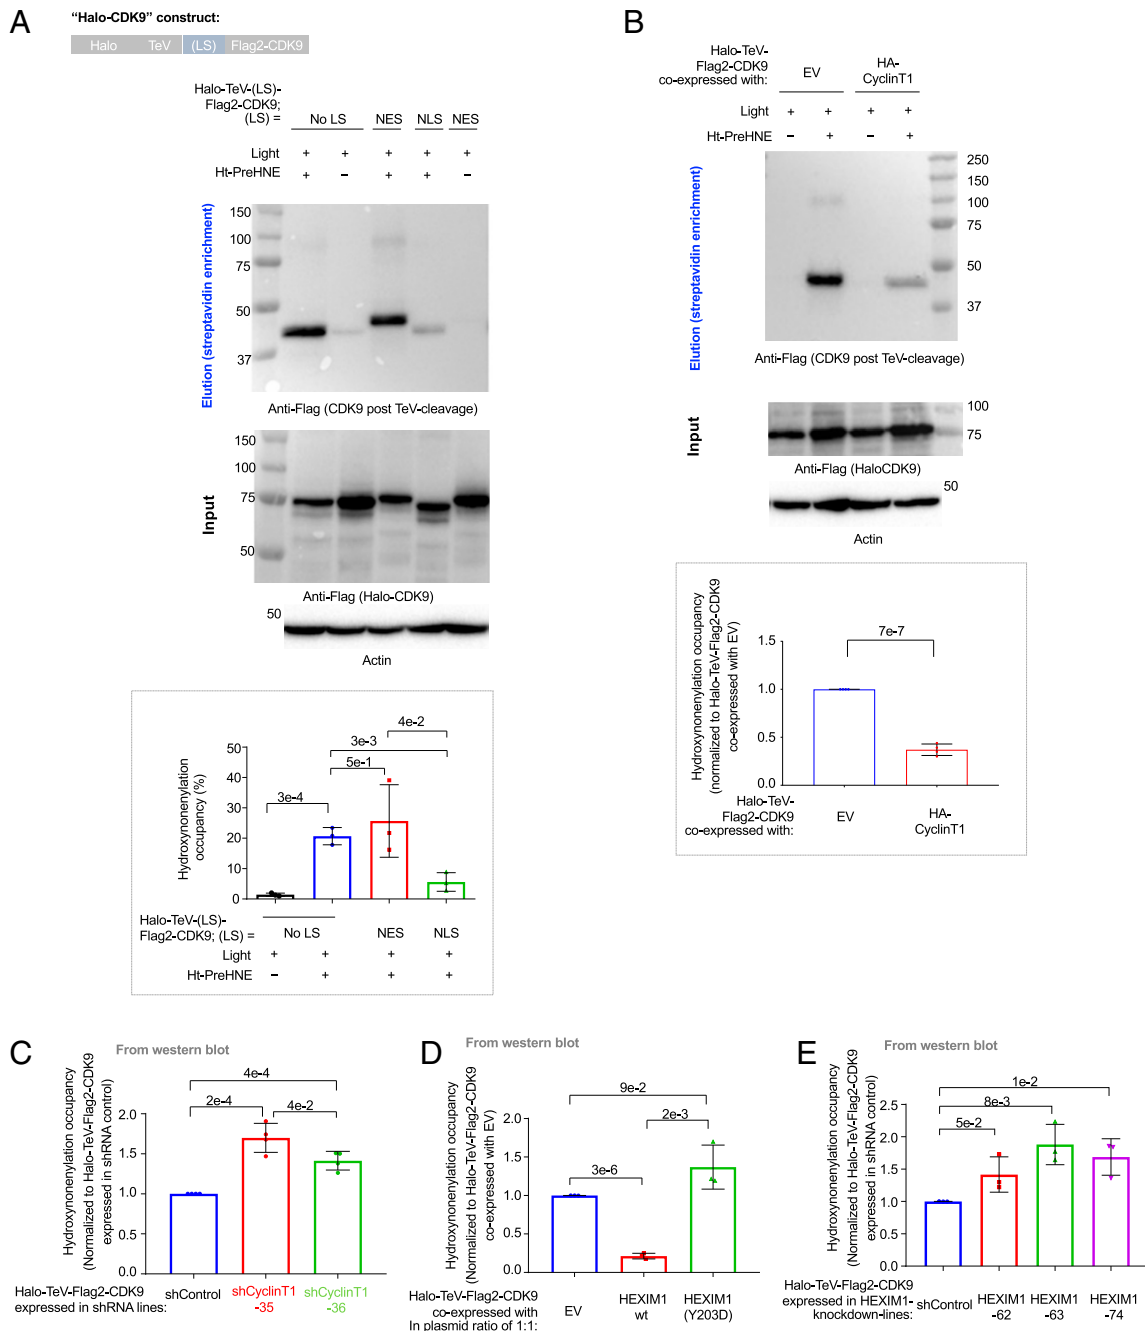 A
"Halo-CDK9" construct:
Halo TeV (LS) Flag2-CDK9
Halo-TeV-(LS)-
Flag2-CDK9;
(LS) = No LS NES NLS NES
Light + + + + +
Ht-PreHNE + − + + −
Elution (streptavidin enrichment)
150
100
75
50
37
Anti-Flag (CDK9 post TeV-cleavage)
Input
150
100
75
50
Anti-Flag (Halo-CDK9)
50
Actin
Hydroxynonenylation
occupancy (%)
50
40
30
20
10
0
4e-2
3e-3
5e-1
3e-4
Halo-TeV-(LS)-
Flag2-CDK9; (LS) = No LS NES NLS
Light + + + +
Ht-PreHNE − + + +
B
Halo-TeV-
Flag2-CDK9
co-expressed with: EV HA-
CyclinT1
Light + + + +
Ht-PreHNE − + − +
Elution (streptavidin enrichment)
250
150
100
75
50
37
Anti-Flag (CDK9 post TeV-cleavage)
Input
100
75
Anti-Flag (HaloCDK9)
50
Actin
Hydroxynonenylation occupancy
(normalized to Halo-TeV-Flag2-CDK9
co-expressed with EV)
1.5
1.0
0.5
0.0
7e-7
Halo-TeV-
Flag2-CDK9
co-expressed with: EV HA-
CyclinT1
C
From western blot
Hydroxynonenylation occupancy
(Normalized to Halo-TeV-Flag2-CDK9
expressed in shRNA control)
2.0
1.5
1.0
0.5
0.0
4e-4
2e-4
4e-2
Halo-TeV-Flag2-CDK9
expressed in shRNA lines:
shControl
shCyclinT1
-35
shCyclinT1
-36
D
From western blot
Hydroxynonenylation occupancy
(Normalized to Halo-TeV-Flag2-CDK9
co-expressed with EV)
2.0
1.5
1.0
0.5
0.0
9e-2
2e-3
3e-6
Halo-TeV-Flag2-CDK9
co-expressed with
In plasmid ratio of 1:1:
EV
HEXIM1
wt
HEXIM1
(Y203D)
E
From western blot
Hydroxynonenylation occupancy
(Normalized to Halo-TeV-Flag2-CDK9
expressed in shRNA control)
2.5
2.0
1.5
1.0
0.5
0.0
1e-2
8e-3
5e-2
Halo-TeV-Flag2-CDK9
expressed in HEXIM1-
knockdown-lines:
shControl
HEXIM1
-62
HEXIM1
-63
HEXIM1
-74